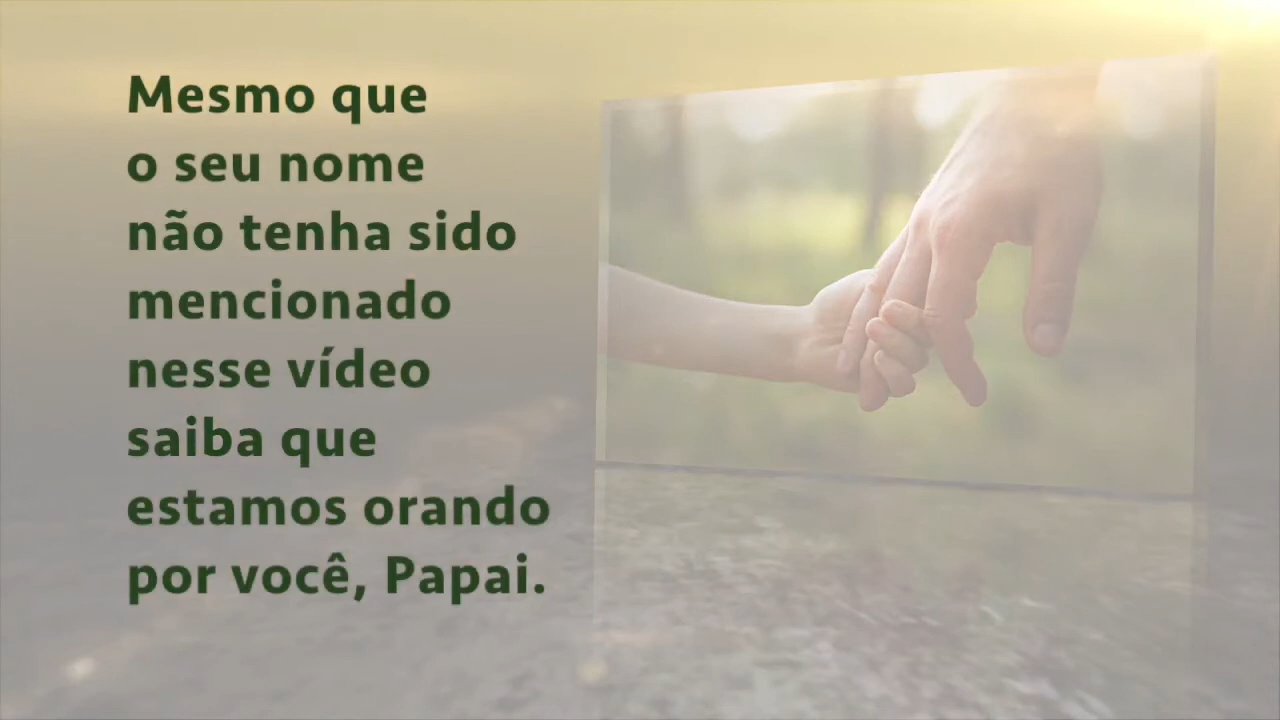 Mesmo que
o seu nome
não tenha sido
mencionado
nesse vídeo
saiba que
estamos orando
por você, Papai.